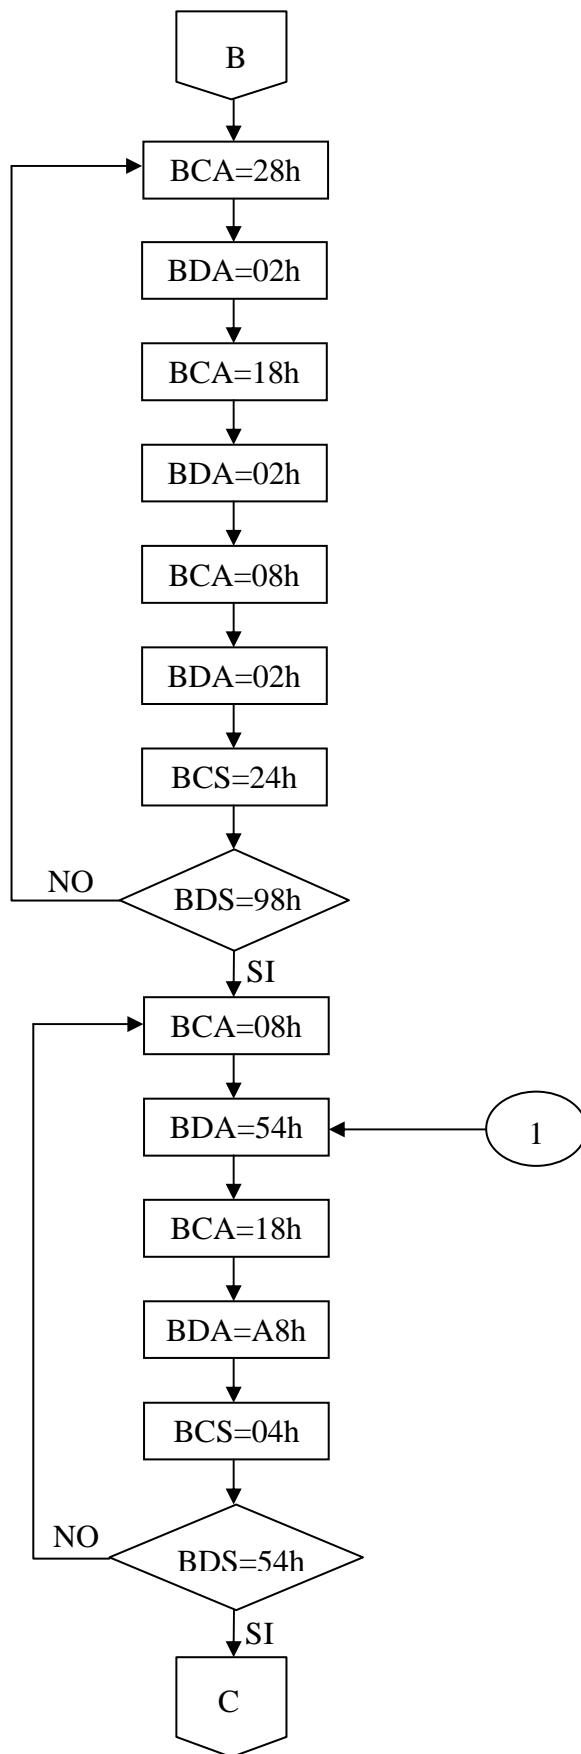 B
BCA=28h
BDA=02h
BCA=18h
BDA=02h
BCA=08h
BDA=02h
BCS=24h
NO
BDS=98h
SI
BCA=08h
BDA=54h
1
BCA=18h
BDA=A8h
BCS=04h
NO
BDS=54h
SI
C